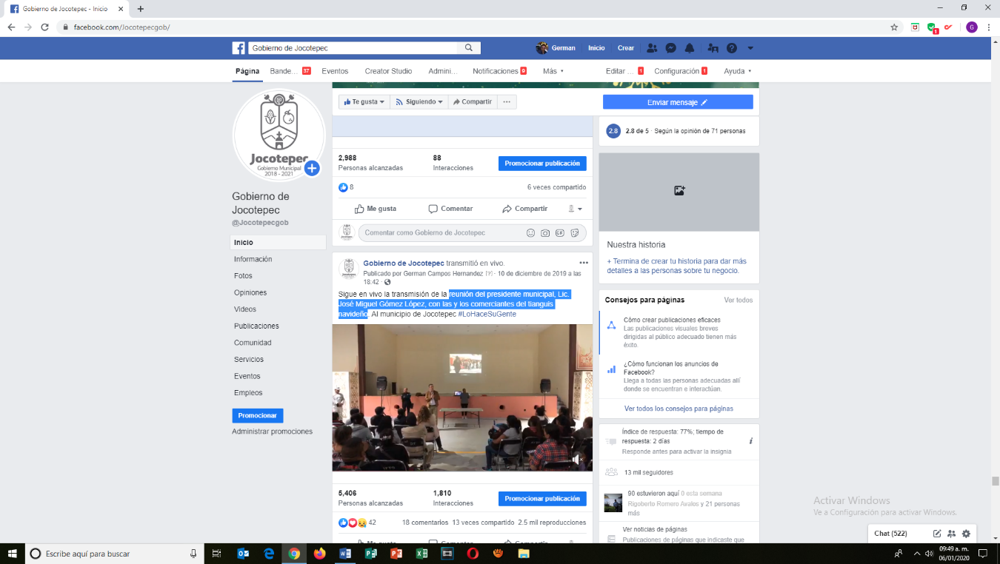 Gobierno de Jocotepec - Inicio
facebook.com/Jocotepecgob/
1
G
Gobierno de Jocotepec
German
Inicio
Crear
Página
Bande... 37
Eventos
Creator Studio
Admini...
Notificaciones 9
Más
Editar ... 1
Configuración 1
Ayuda
Jocotepec
Gobierno Municipal
2018 - 2021
Gobierno de
Jocotepec
@Jocotepecgob
Inicio
Información
Fotos
Opiniones
Videos
Publicaciones
Comunidad
Servicios
Eventos
Empleos
Promocionar
Administrar promociones
Te gusta
Siguiendo
Compartir
...
Enviar mensaje
2,988
Personas alcanzadas
88
Interacciones
Promocionar publicación
8
6 veces compartido
Me gusta
Comentar
Compartir
Comentar como Gobierno de Jocotepec
GIF
Gobierno de Jocotepec transmitió en vivo.
Publicado por German Campos Hernandez [?] · 10 de diciembre de 2019 a las
18:42 ·
Sigue en vivo la transmisión de la reunión del presidente municipal, Lic.
José Miguel Gómez López, con las y los comerciantes del tianguis
navideño. Al municipio de Jocotepec #LoHaceSuGente
5,406
Personas alcanzadas
1,810
Interacciones
Promocionar publicación
42
18 comentarios 13 veces compartido 2.5 mil reproducciones
Me gusta
Comentar
Compartir
2.8
2.8 de 5 · Según la opinión de 71 personas
Nuestra historia
+ Termina de crear tu historia para dar más
detalles a las personas sobre tu negocio.
Consejos para páginas
Ver todos
Cómo crear publicaciones eficaces
Las publicaciones visuales breves
dirigidas al público adecuado tienen más
éxito.
¿Cómo funcionan los anuncios de
Facebook?
Llega a todas las personas adecuadas allí
donde se encuentran e interactúan.
Ver todos los consejos para páginas
Índice de respuesta: 77%; tiempo de
respuesta: 2 días
Responde antes para activar la insignia
13 mil seguidores
90 estuvieron aquí 0 esta semana
Rigoberto Romero Avales y 21 personas
más
Ver noticias de páginas
Publicaciones de páginas que indicaste que
Activar Windows
Ve a Configuración para activar Windows.
Chat (522)
Escribe aquí para buscar
09:49 a. m.
06/01/2020